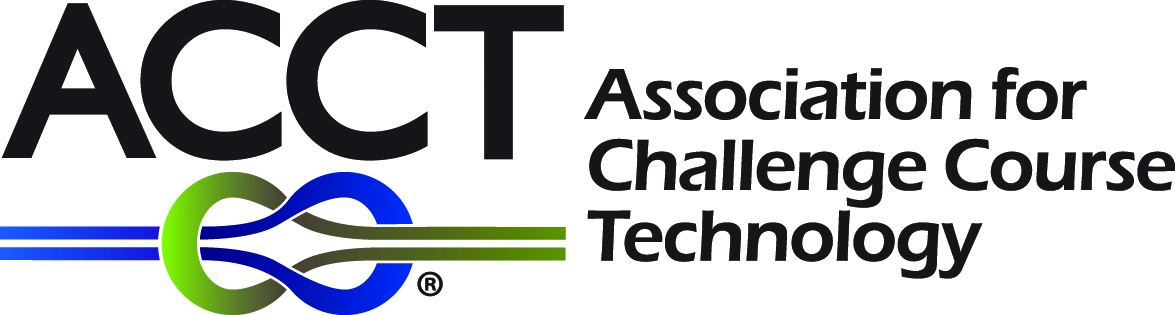 ACCT
®
Association for
Challenge Course
Technology